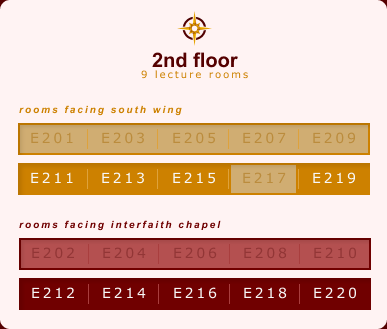 2nd floor
9 lecture rooms
rooms facing south wing
E201 E203 E205 E207 E209
E211 E213 E215 E217 E219
rooms facing interfaith chapel
E202 E204 E206 E208 E210
E212 E214 E216 E218 E220